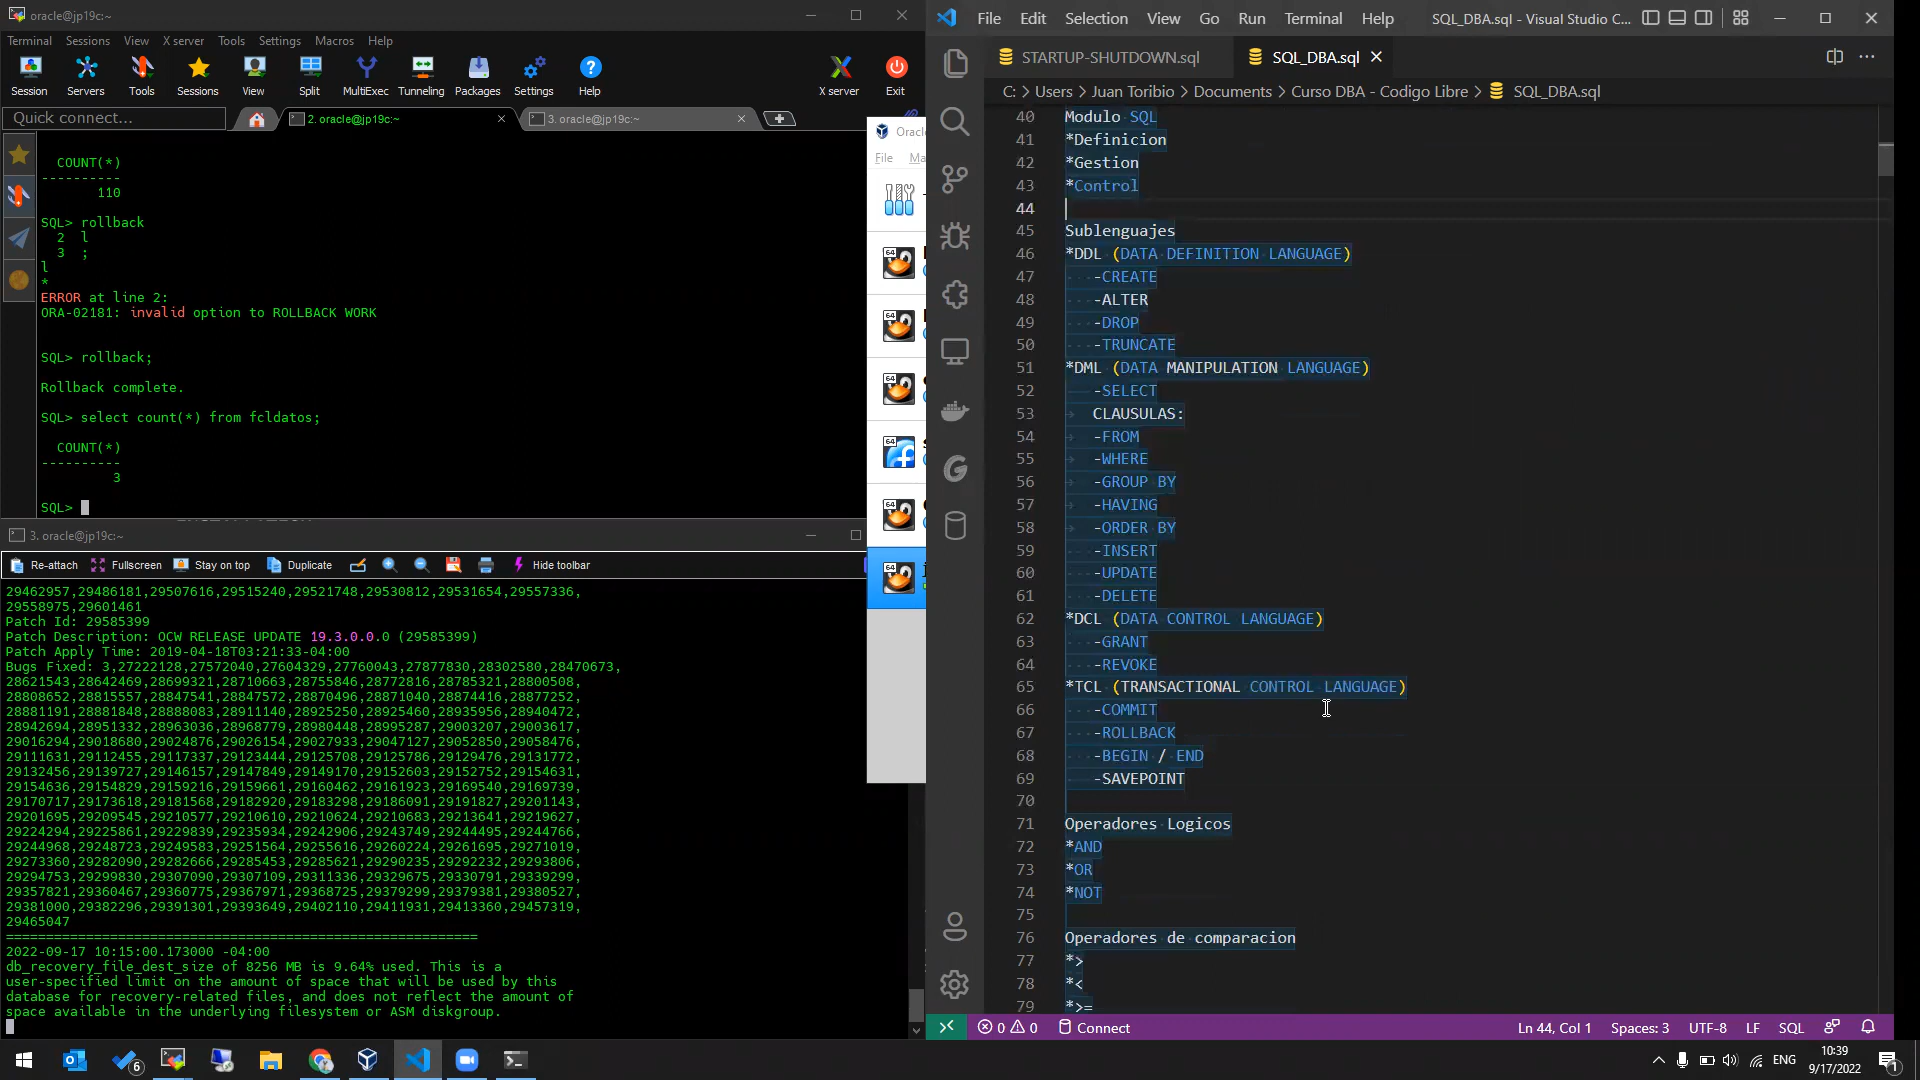 oracle@jp19c:~
Terminal Sessions View X server Tools Settings Macros Help
Session Servers Tools Sessions View Split MultiExec Tunneling Packages Settings Help X server Exit
Quick connect...
2. oracle@jp19c:~
3. oracle@jp19c:~
COUNT(*)
----------
110
SQL> rollback
2 l
3 ;
l
*
ERROR at line 2:
ORA-02181: invalid option to ROLLBACK WORK
SQL> rollback;
Rollback complete.
SQL> select count(*) from fcldatos;
COUNT(*)
----------
3
SQL>
3. oracle@jp19c:~
Re-attach Fullscreen Stay on top Duplicate Hide toolbar
29462957,29486181,29507616,29515240,29521748,29530812,29531654,29557336,
29558975,29601461
Patch Id: 29585399
Patch Description: OCW RELEASE UPDATE 19.3.0.0.0 (29585399)
Patch Apply Time: 2019-04-18T03:21:33-04:00
Bugs Fixed: 3,27222128,27572040,27604329,27760043,27877830,28302580,28470673,
28621543,28642469,28699321,28710663,28755846,28772816,28785321,28800508,
28808652,28815557,28847541,28847572,28870496,28871040,28874416,28877252,
28881191,28881848,28888083,28911140,28925250,28925460,28935956,28940472,
28942694,28951332,28963036,28968779,28980448,28995287,29003207,29003617,
29016294,29018680,29024876,29026154,29027933,29047127,29052850,29058476,
29111631,29112455,29117337,29123444,29125708,29125786,29129476,29131772,
29132456,29139727,29146157,29147849,29149170,29152603,29152752,29154631,
29154636,29154829,29159216,29159661,29160462,29161923,29169540,29169739,
29170717,29173618,29181568,29182920,29183298,29186091,29191827,29201143,
29201695,29209545,29210577,29210610,29210624,29210683,29213641,29219627,
29224294,29225861,29229839,29235934,29242906,29243749,29244495,29244766,
29244968,29248723,29249583,29251564,29255616,29260224,29261695,29271019,
29273360,29282090,29282666,29285453,29285621,29290235,29292232,29293806,
29294753,29299830,29307090,29307109,29311336,29329675,29330791,29339299,
29357821,29360467,29360775,29367971,29368725,29379299,29379381,29380527,
29381000,29382296,29391301,29393649,29402110,29411931,29413360,29457319,
29465047
===========================================================
2022-09-17 10:15:00.173000 -04:00
db_recovery_file_dest_size of 8256 MB is 9.64% used. This is a
user-specified limit on the amount of space that will be used by this
database for recovery-related files, and does not reflect the amount of
space available in the underlying filesystem or ASM diskgroup.
Oracle
File Ma
64
64
64
64
64
64
File Edit Selection View Go Run Terminal Help SQL_DBA.sql - Visual Studio C...
STARTUP-SHUTDOWN.sql SQL_DBA.sql
C: > Users > Juan Toribio > Documents > Curso DBA - Codigo Libre > SQL_DBA.sql
40 Modulo SQL
41 *Definicion
42 *Gestion
43 *Control
44
45 Sublenguajes
46 *DDL (DATA DEFINITION LANGUAGE)
47 -CREATE
48 -ALTER
49 -DROP
50 -TRUNCATE
51 *DML (DATA MANIPULATION LANGUAGE)
52 -SELECT
53 CLAUSULAS:
54 -FROM
55 -WHERE
56 -GROUP BY
57 -HAVING
58 -ORDER BY
59 -INSERT
60 -UPDATE
61 -DELETE
62 *DCL (DATA CONTROL LANGUAGE)
63 -GRANT
64 -REVOKE
65 *TCL (TRANSACTIONAL CONTROL LANGUAGE)
66 -COMMIT
67 -ROLLBACK
68 -BEGIN / END
69 -SAVEPOINT
70
71 Operadores Logicos
72 *AND
73 *OR
74 *NOT
75
76 Operadores de comparacion
77 *>
78 *<
79 *>=
0 0 Connect Ln 44, Col 1 Spaces: 3 UTF-8 LF SQL
6 ENG 10:39
9/17/2022 1